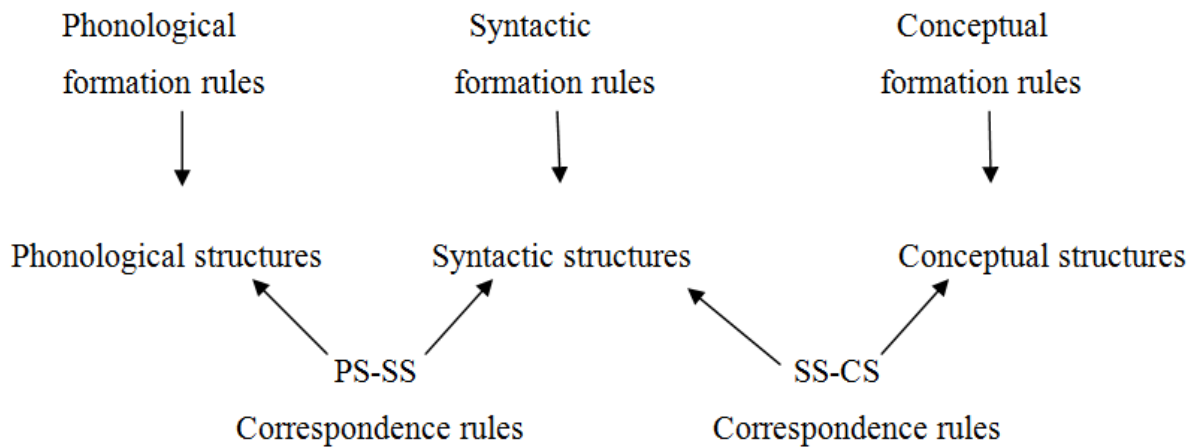 Phonological Syntactic Conceptual
formation rules formation rules formation rules
Phonological structures Syntactic structures Conceptual structures
PS-SS SS-CS
Correspondence rules Correspondence rules